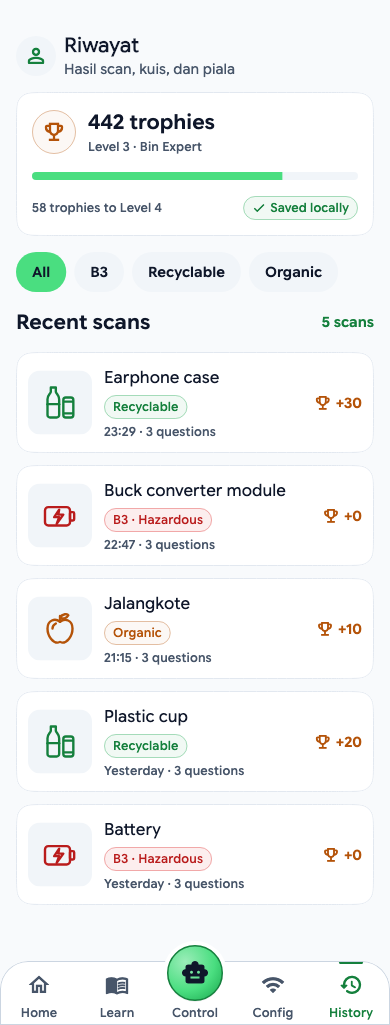 Riwayat
Hasil scan, kuis, dan piala
442 trophies
Level 3 · Bin Expert
58 trophies to Level 4
Saved locally
All
B3
Recyclable
Organic
Recent scans
5 scans
Earphone case
Recyclable
+30
23:29 · 3 questions
Buck converter module
B3 · Hazardous
+0
22:47 · 3 questions
Jalangkote
Organic
+10
21:15 · 3 questions
Plastic cup
Recyclable
+20
Yesterday · 3 questions
Battery
B3 · Hazardous
+0
Yesterday · 3 questions
Home
Learn
Control
Config
History